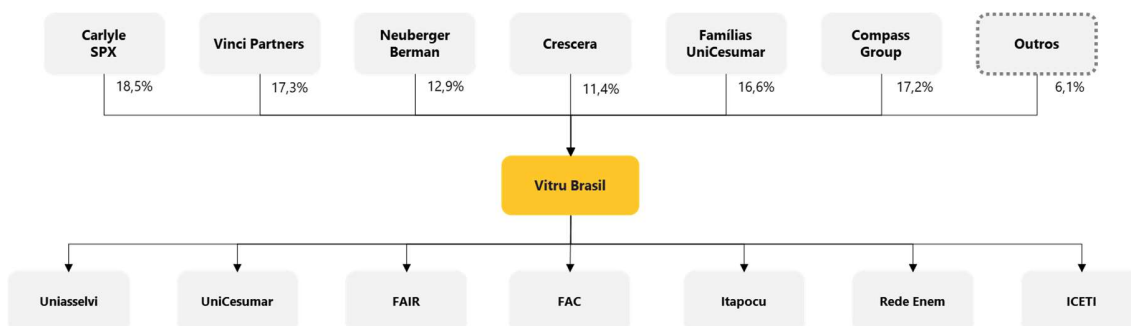 Carlyle
SPX
Vinci Partners
Neuberger
Berman
Crescera
Famílias
UniCesumar
Compass
Group
Outros
18,5%
17,3%
12,9%
11,4%
16,6%
17,2%
6,1%
Vitru Brasil
Uniasselvi
UniCesumar
FAIR
FAC
Itapocu
Rede Enem
ICETI